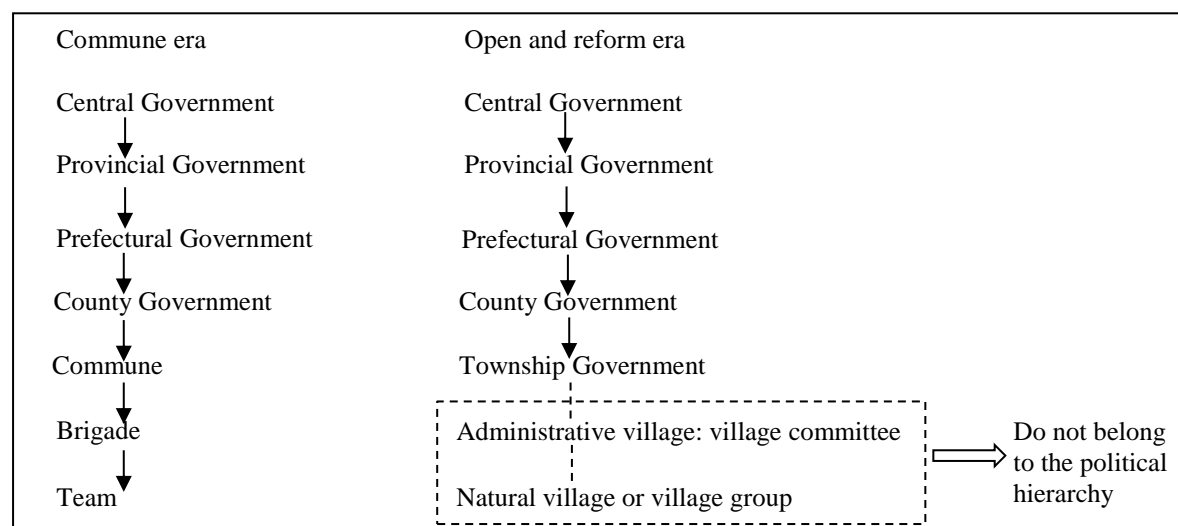 Commune era
Open and reform era
Central Government
Central Government
Provincial Government
Provincial Government
Prefectural Government
Prefectural Government
County Government
County Government
Commune
Township Government
Brigade
Administrative village: village committee
Team
Natural village or village group
Do not belong
to the political
hierarchy